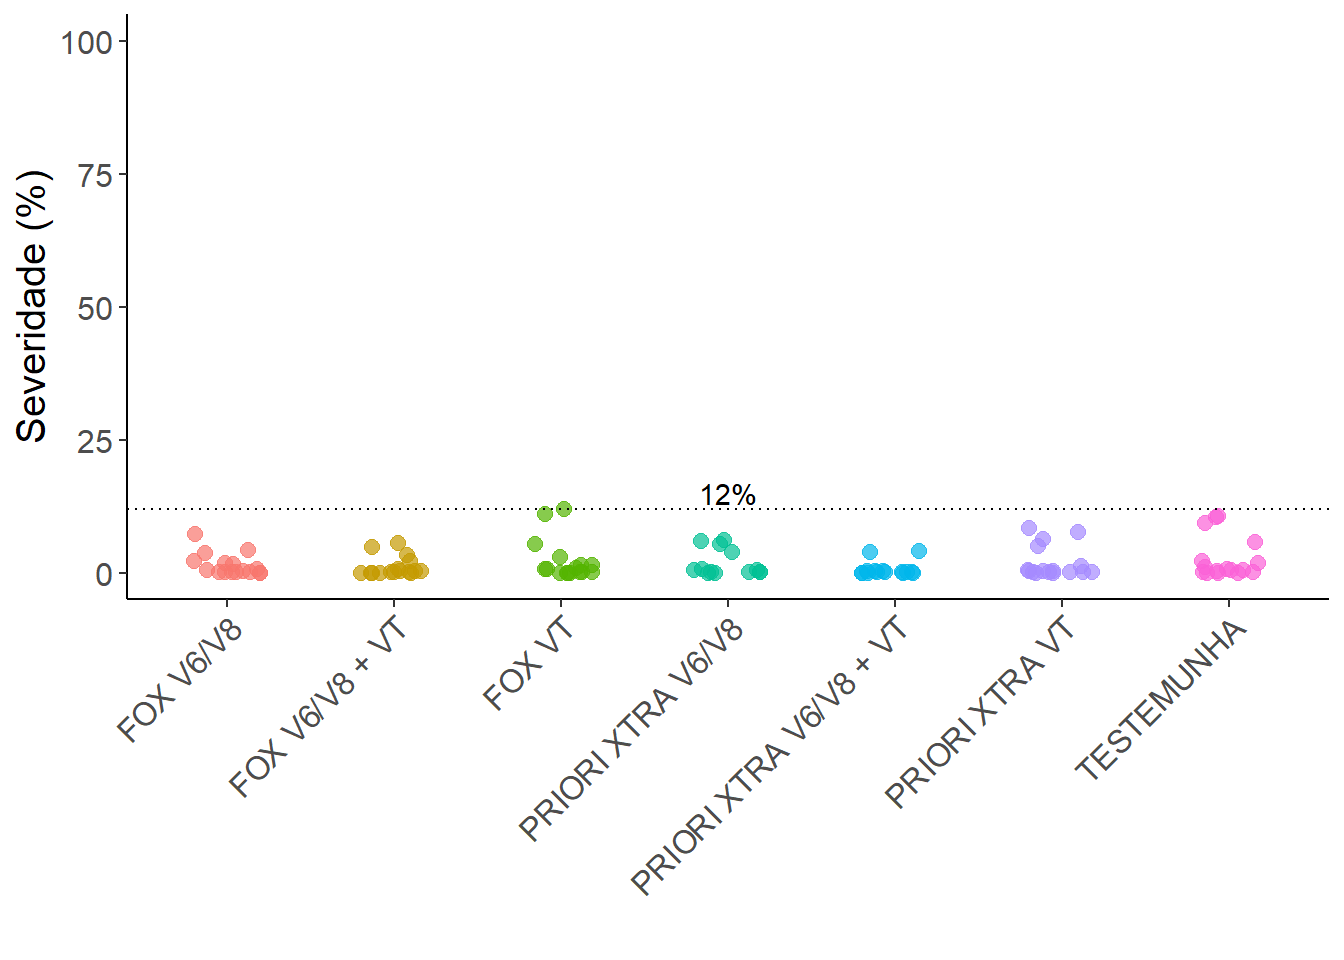 Severidade (%)
100
75
50
25
0
12%
FOX V6/V8
FOX V6/V8 + VT
FOX VT
PRIORI XTRA V6/V8
PRIORI XTRA V6/V8 + VT
PRIORI XTRA VT
TESTEMUNHA